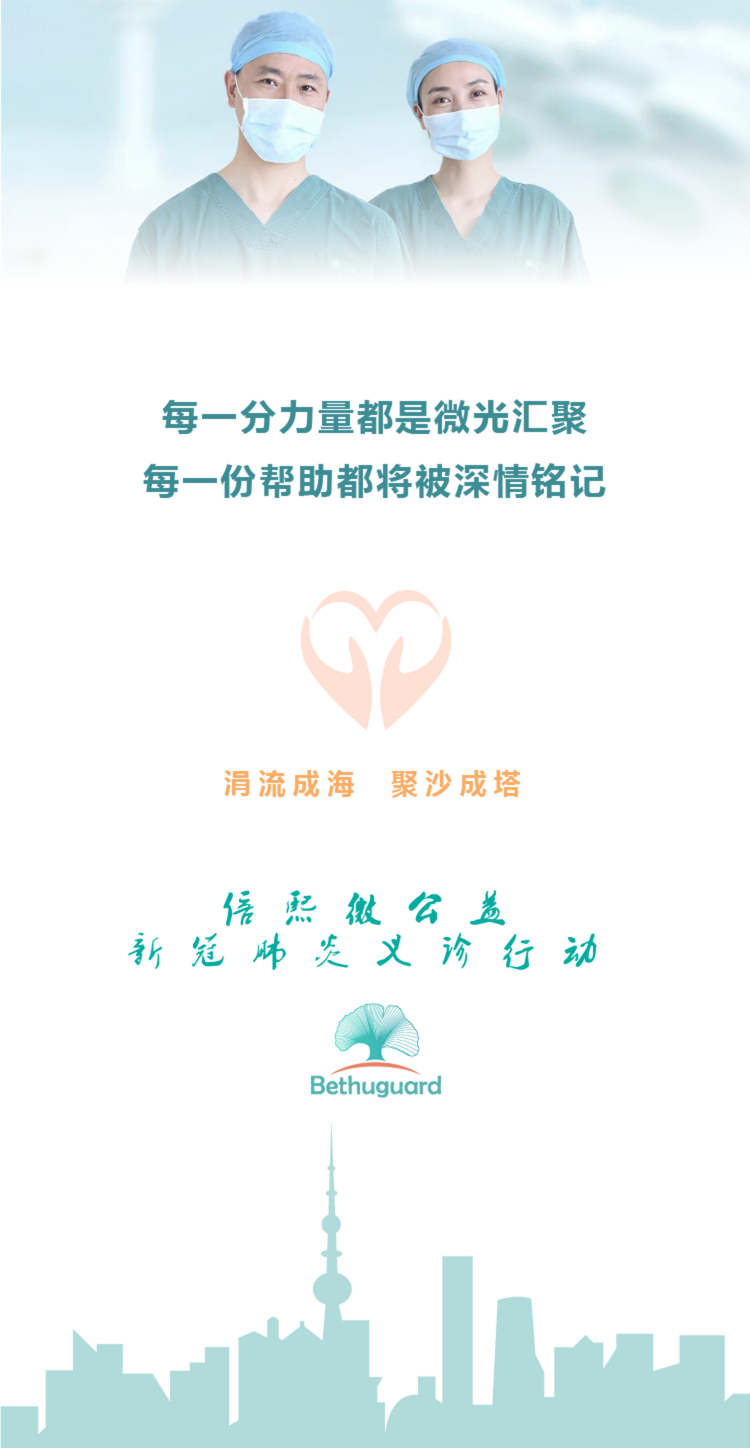 每一分力量都是微光汇聚
每一份帮助都将被深情铭记
涓流成海 聚沙成塔
倍熙微公益
新冠肺炎义诊行动
Bethuguard